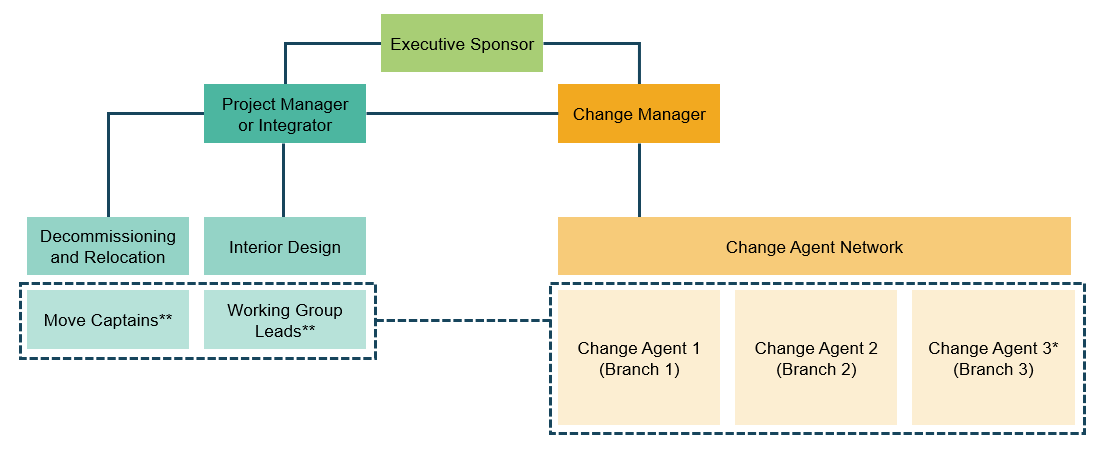 Executive Sponsor
Project Manager
or Integrator
Change Manager
Decommissioning
and Relocation
Interior Design
Change Agent Network
Move Captains**
Working Group
Leads**
Change Agent 1
(Branch 1)
Change Agent 2
(Branch 2)
Change Agent 3*
(Branch 3)